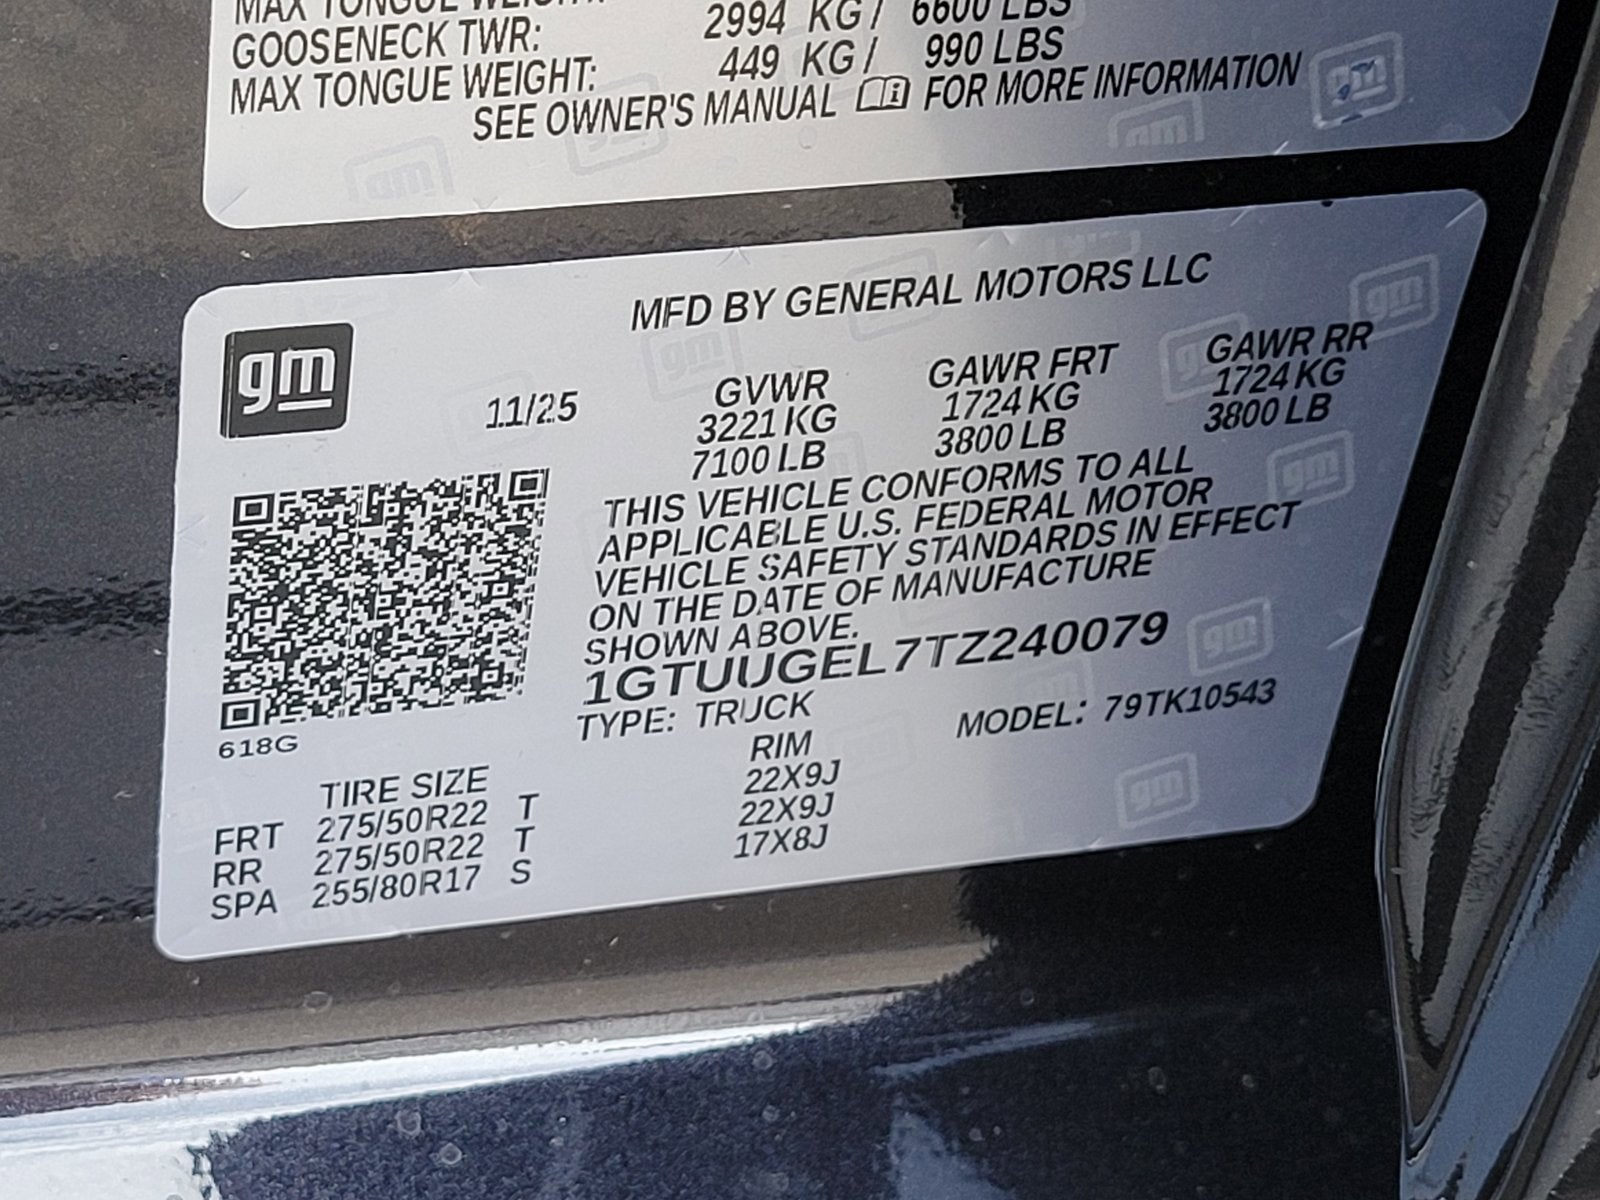 MAX TONGUE WEIGHT:
GOOSENECK TWR: 2994 KG / 6600 LBS
MAX TONGUE WEIGHT: 449 KG / 990 LBS
SEE OWNER'S MANUAL i FOR MORE INFORMATION
gm
MFD BY GENERAL MOTORS LLC
11/25
GVWR GAWR FRT GAWR RR
3221 KG 1724 KG 1724 KG
7100 LB 3800 LB 3800 LB
THIS VEHICLE CONFORMS TO ALL
APPLICABLE U.S. FEDERAL MOTOR
VEHICLE SAFETY STANDARDS IN EFFECT
ON THE DATE OF MANUFACTURE
SHOWN ABOVE.
1GTUUGEL7TZ240079
TYPE: TRUCK MODEL: 79TK10543
618G
TIRE SIZE RIM
FRT 275/50R22 T 22X9J
RR 275/50R22 T 22X9J
SPA 255/80R17 S 17X8J